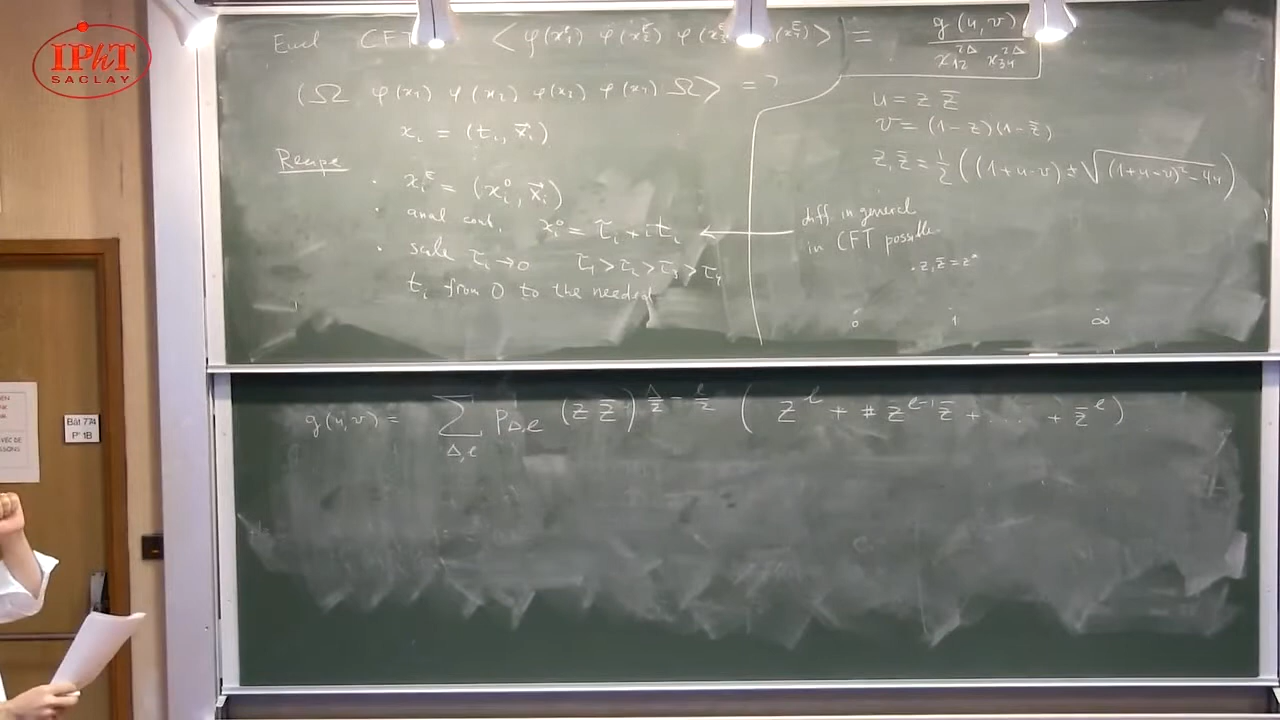 IPhT
SACLAY
Eucl CFT ⟨φ(x₁ᴱ) φ(x₂ᴱ) φ(x₃ᴱ) (x₄ᴱ)⟩ = g(u,v) / x₁₂^{2Δ} x₃₄^{2Δ}
(Ω φ(x₁) φ(x₂) φ(x₃) φ(x₄) Ω⟩ = ?
xᵢ = (tᵢ, x⃗ᵢ)
Recipe
· xᵢᴱ = (xᵢ⁰, x⃗ᵢ)
· anal cont. xᵢ⁰ = τᵢ + i tᵢ
· scale τᵢ → 0 τ₁ > τ₂ > τ₃ > τ₄
tᵢ from 0 to the needed
u = z z̄
v = (1-z)(1-z̄)
z, z̄ = ½((1+u-v) ± √((1+u-v)² - 4u))
diff. in general
in CFT possible
· z, z̄ = z*
0 1 ∞
g(u,v) = Σ_{Δ,ℓ} P_{Δ,ℓ} (z z̄)^{Δ/2 - ℓ/2} (z^ℓ + # z^{ℓ-1} z̄ + .... + z̄^ℓ)
Bât 774
P 1B